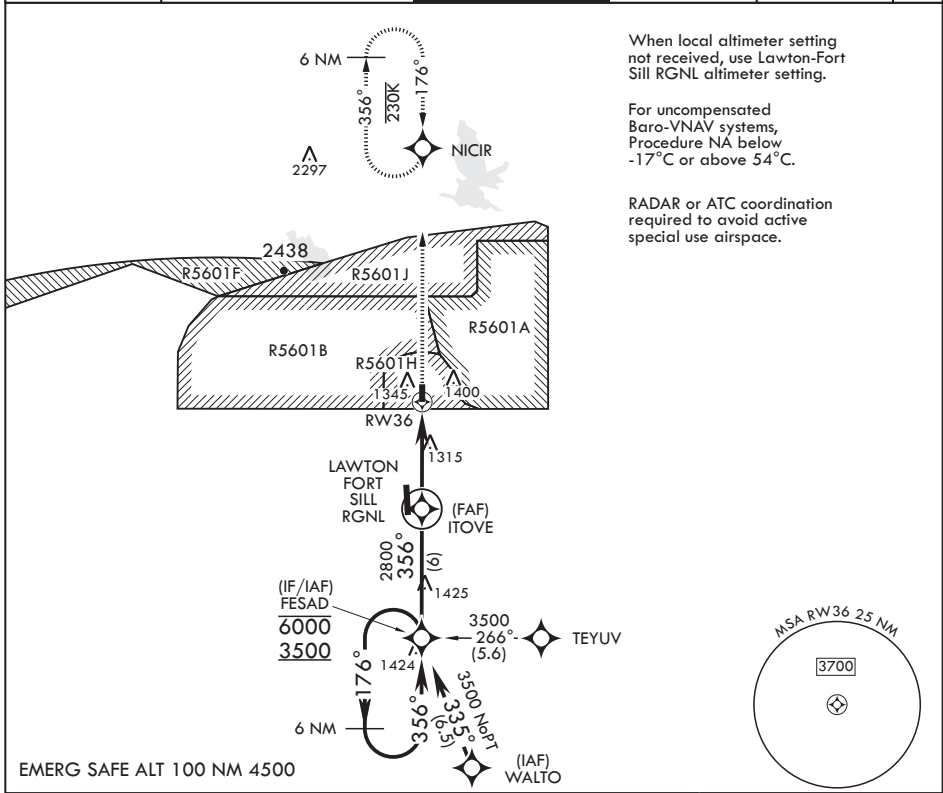 6 NM
356°
230K
176°
NICIR
2297
When local altimeter setting
not received, use Lawton-Fort
Sill RGNL altimeter setting.
For uncompensated
Baro-VNAV systems,
Procedure NA below
-17°C or above 54°C.
RADAR or ATC coordination
required to avoid active
special use airspace.
2438
R5601F
R5601J
R5601A
R5601B
R5601H
1345
1400
RW36
1315
LAWTON
FORT
SILL
RGNL
(FAF)
ITOVE
2800
356°
(6)
1425
(IF/IAF)
FESAD
6000
3500
3500
266°
(5.6)
TEYUV
1424
176°
356°
3500 NoPT
335°
(6.5)
6 NM
(IAF)
WALTO
MSA RW36 25 NM
3700
EMERG SAFE ALT 100 NM 4500